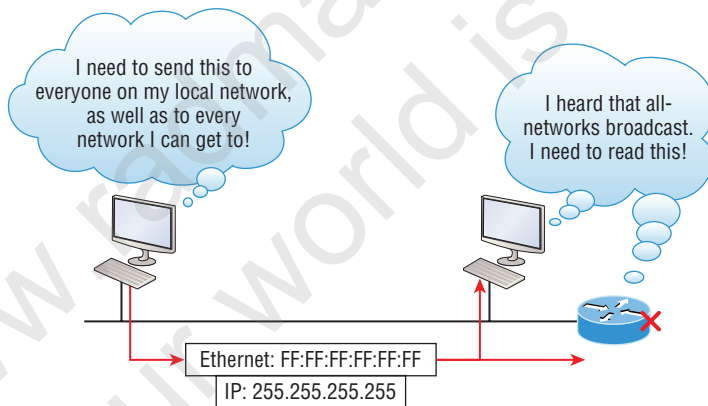 I need to send this to
everyone on my local network,
as well as to every
network I can get to!
I heard that all-
networks broadcast.
I need to read this!
Ethernet: FF:FF:FF:FF:FF:FF
IP: 255.255.255.255
world is